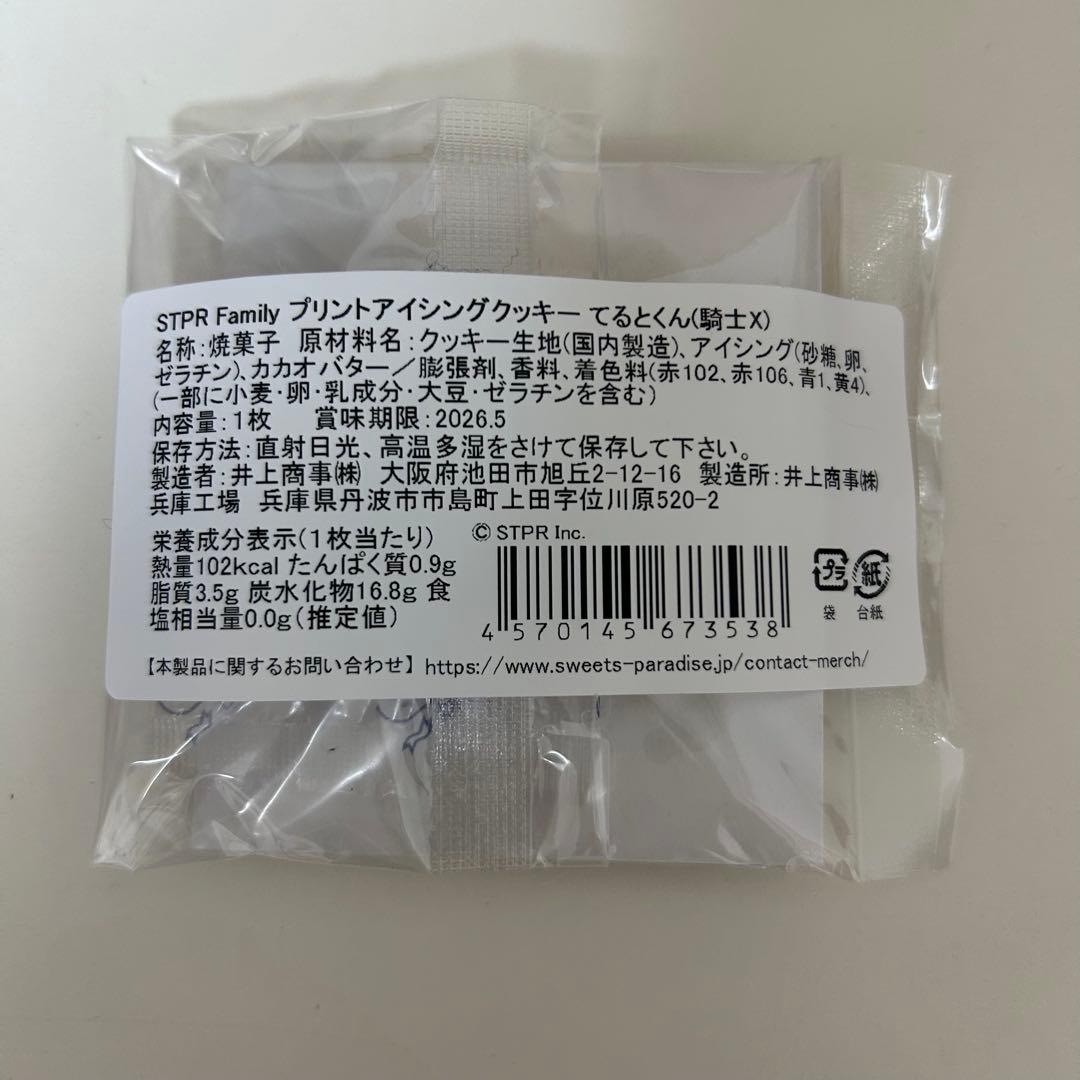 STPR Family プリントアイシングクッキー てるとくん(騎士X)
名称:焼菓子 原材料名:クッキー生地(国内製造)、アイシング(砂糖、卵、
ゼラチン)、カカオバター/膨張剤、香料、着色料(赤102、赤106、青1、黄4)、
(一部に小麦・卵・乳成分・大豆・ゼラチンを含む)
内容量:1枚 賞味期限:2026.5
保存方法:直射日光、高温多湿をさけて保存して下さい。
製造者:井上商事㈱ 大阪府池田市旭丘2-12-16 製造所:井上商事㈱
兵庫工場 兵庫県丹波市市島町上田字位川原520-2
栄養成分表示(1枚当たり)
熱量102kcal たんぱく質0.9g
脂質3.5g 炭水化物16.8g 食
塩相当量0.0g(推定値)
© STPR Inc.
4 570145 673538
プラ 紙
袋 台紙
【本製品に関するお問い合わせ】 https://www.sweets-paradise.jp/contact-merch/